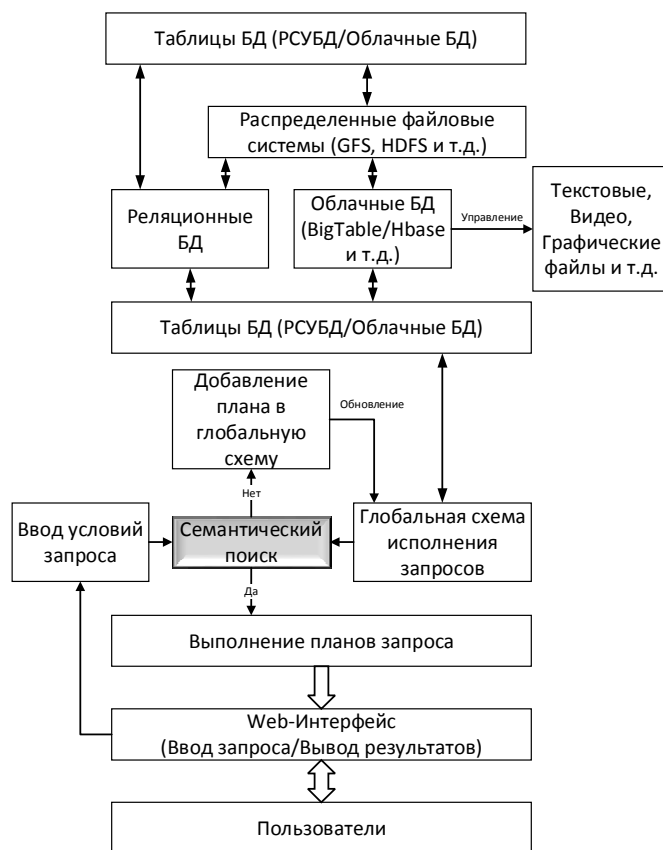 Таблицы БД (РСУБД/Облачные БД)
Распределенные файловые
системы (GFS, HDFS и т.д.)
Реляционные
БД
Облачные БД
(BigTable/Hbase
и т.д.)
Управление
Текстовые,
Видео,
Графические
файлы и т.д.
Таблицы БД (РСУБД/Облачные БД)
Добавление
плана в
глобальную
схему
Обновление
Нет
Ввод условий
запроса
Семантический
поиск
Глобальная схема
исполнения
запросов
Да
Выполнение планов запроса
Web-Интерфейс
(Ввод запроса/Вывод результатов)
Пользователи